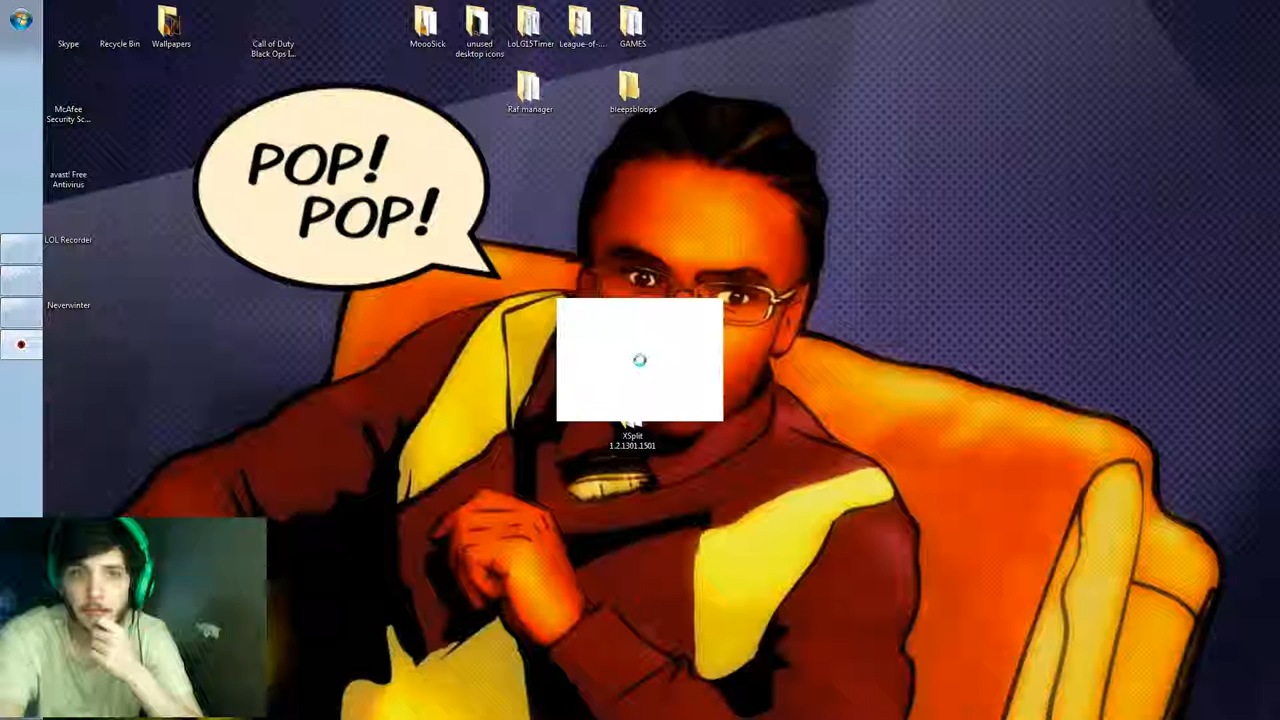 Skype
Recycle Bin
Wallpapers
Call of Duty
Black Ops I...
MoooSick
unused
desktop icons
LoLG15Timer
League-of-...
GAMES
McAfee
Security Sc...
Raf manager
bleepsbloops
POP!
POP!
avast! Free
Antivirus
LOL Recorder
Neverwinter
XSplit
1.2.1301.1501